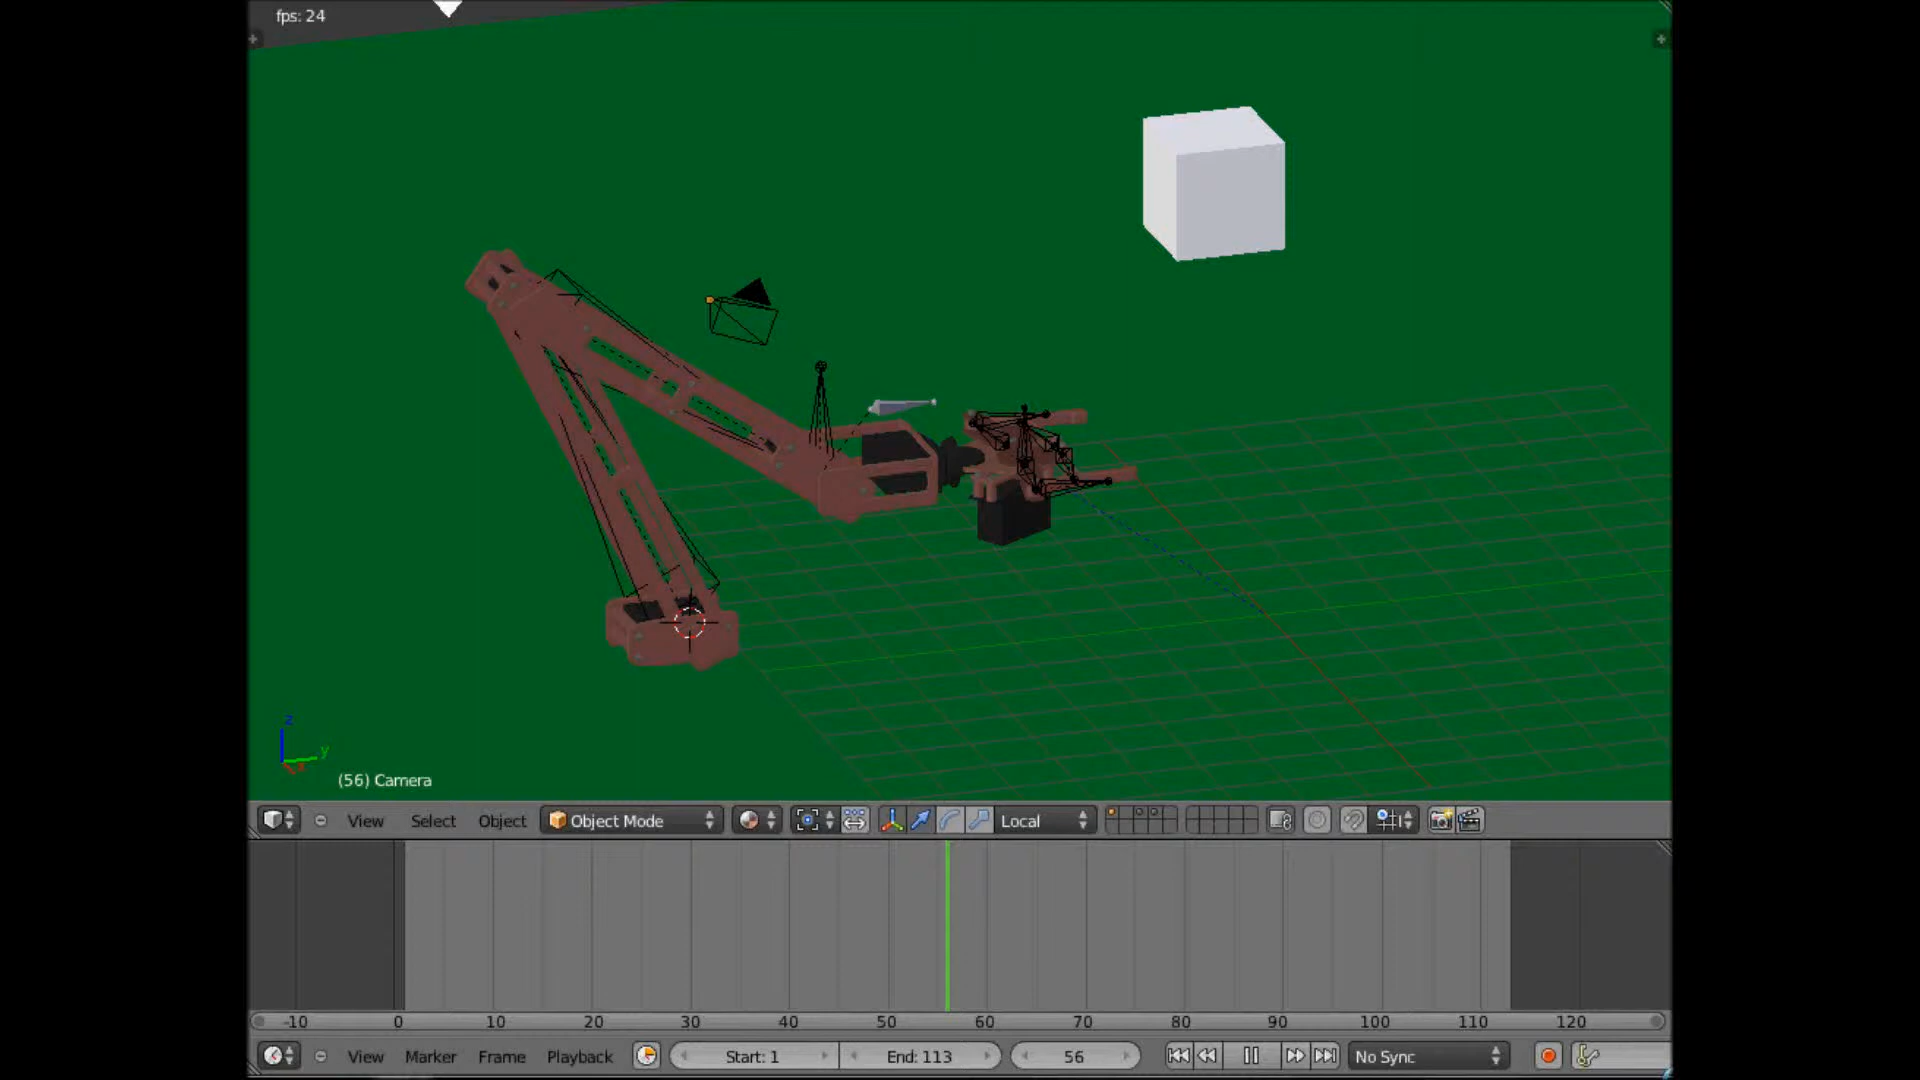 fps: 24
z
y
x
(56) Camera
View Select Object Object Mode Local
-10 0 10 20 30 40 50 60 70 80 90 100 110 120
View Marker Frame Playback Start: 1 End: 113 56 No Sync